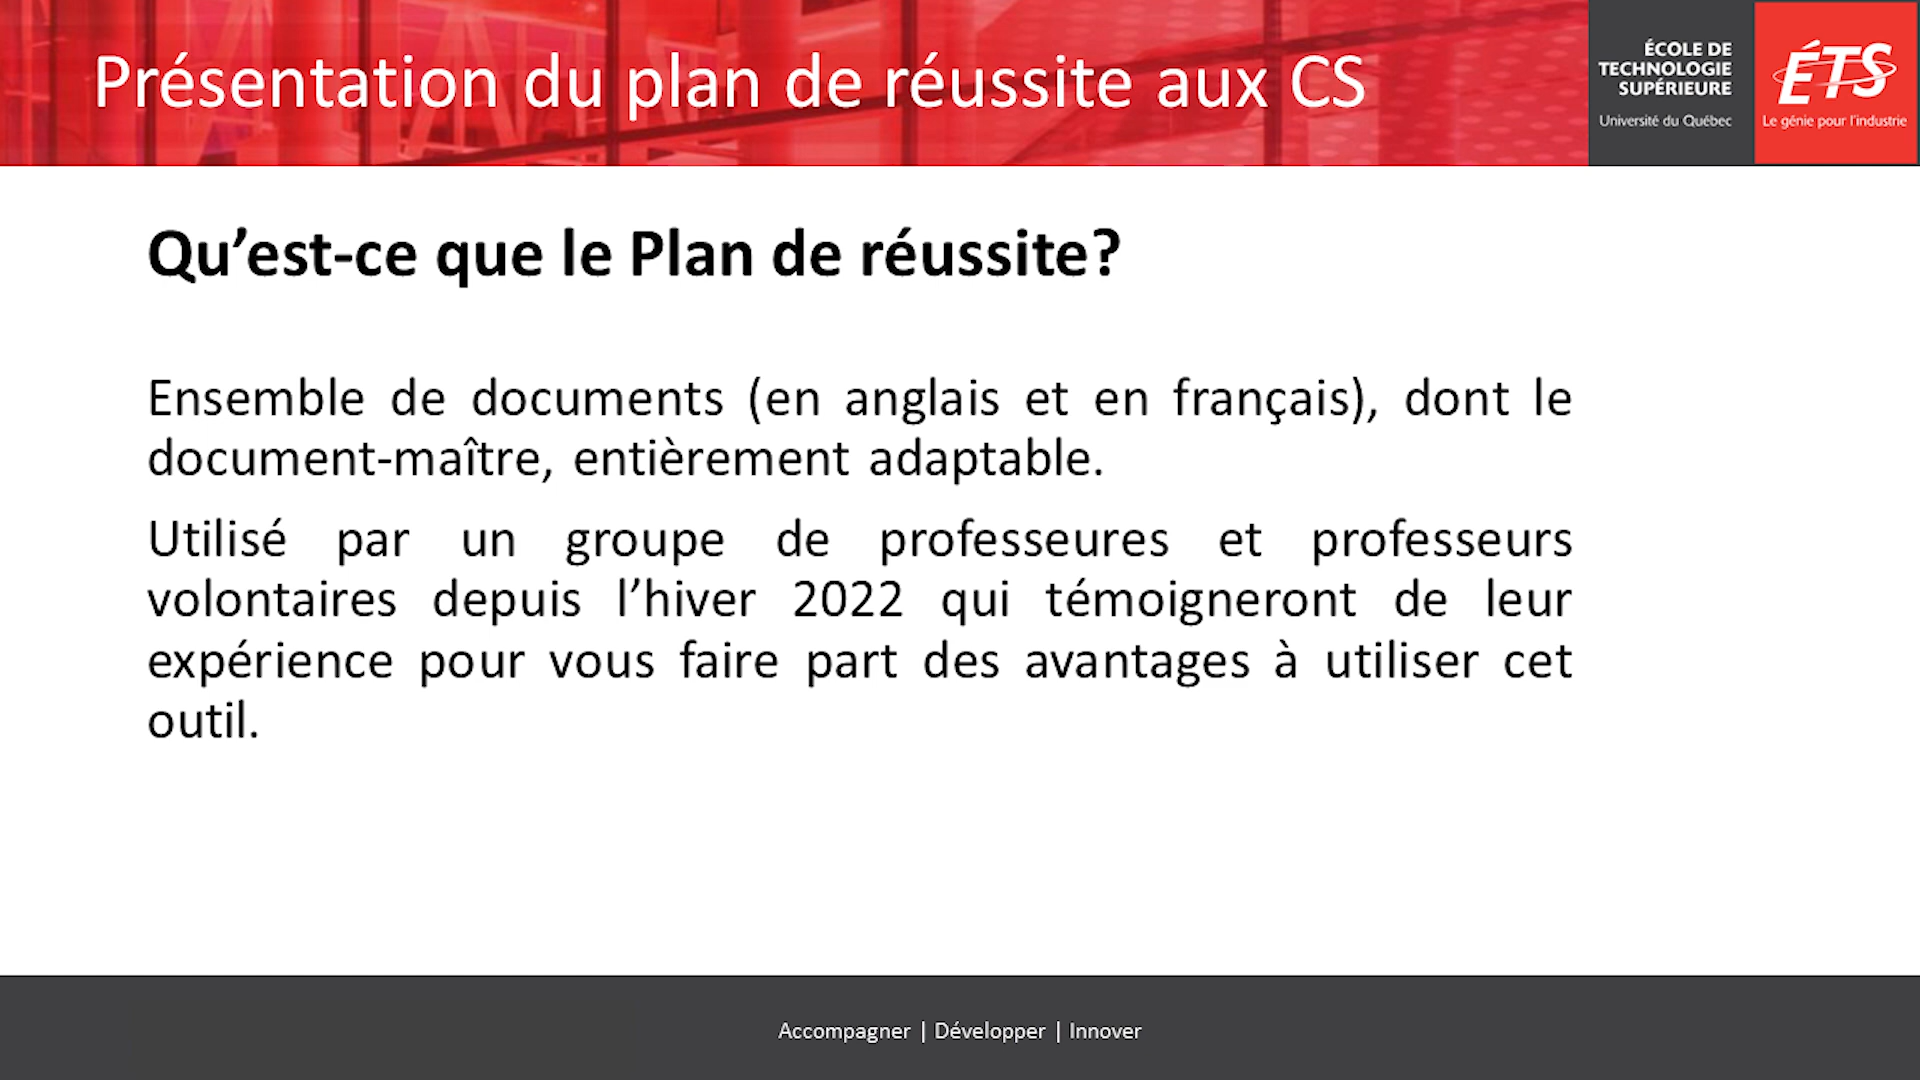 Présentation du plan de réussite aux CS
ÉCOLE DE
TECHNOLOGIE
SUPÉRIEURE
Université du Québec
ÉTS
Le génie pour l'industrie
Qu’est-ce que le Plan de réussite?
Ensemble de documents (en anglais et en français), dont le
document-maître, entièrement adaptable.
Utilisé par un groupe de professeures et professeurs
volontaires depuis l’hiver 2022 qui témoigneront de leur
expérience pour vous faire part des avantages à utiliser cet
outil.
Accompagner | Développer | Innover